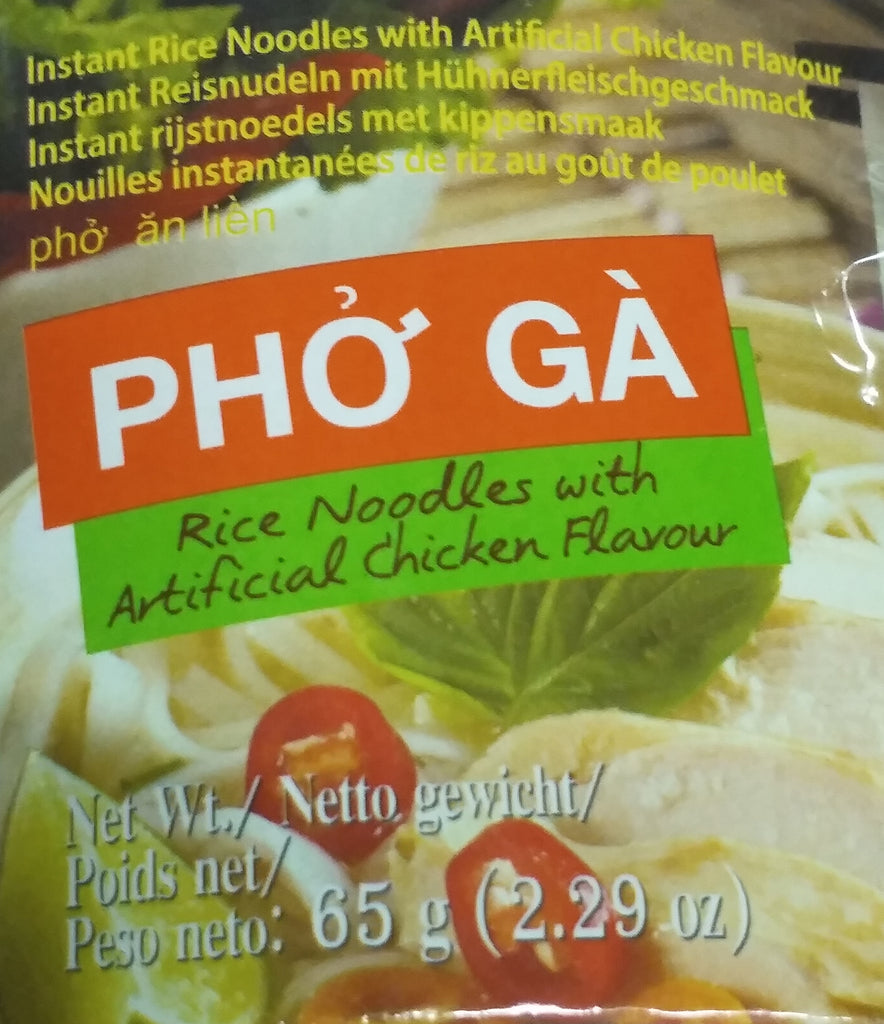 Instant Rice Noodles with Artificial Chicken Flavour
Instant Reisnudeln mit Hühnerfleischgeschmack
Instant rijstnoedels met kippensmaak
Nouilles instantanées de riz au goût de poulet
phở ăn liền
PHỞ GÀ
Rice Noodles with
Artificial Chicken Flavour
Net Wt./ Netto gewicht/
Poids net/
Peso neto: 65 g (2.29 oz)